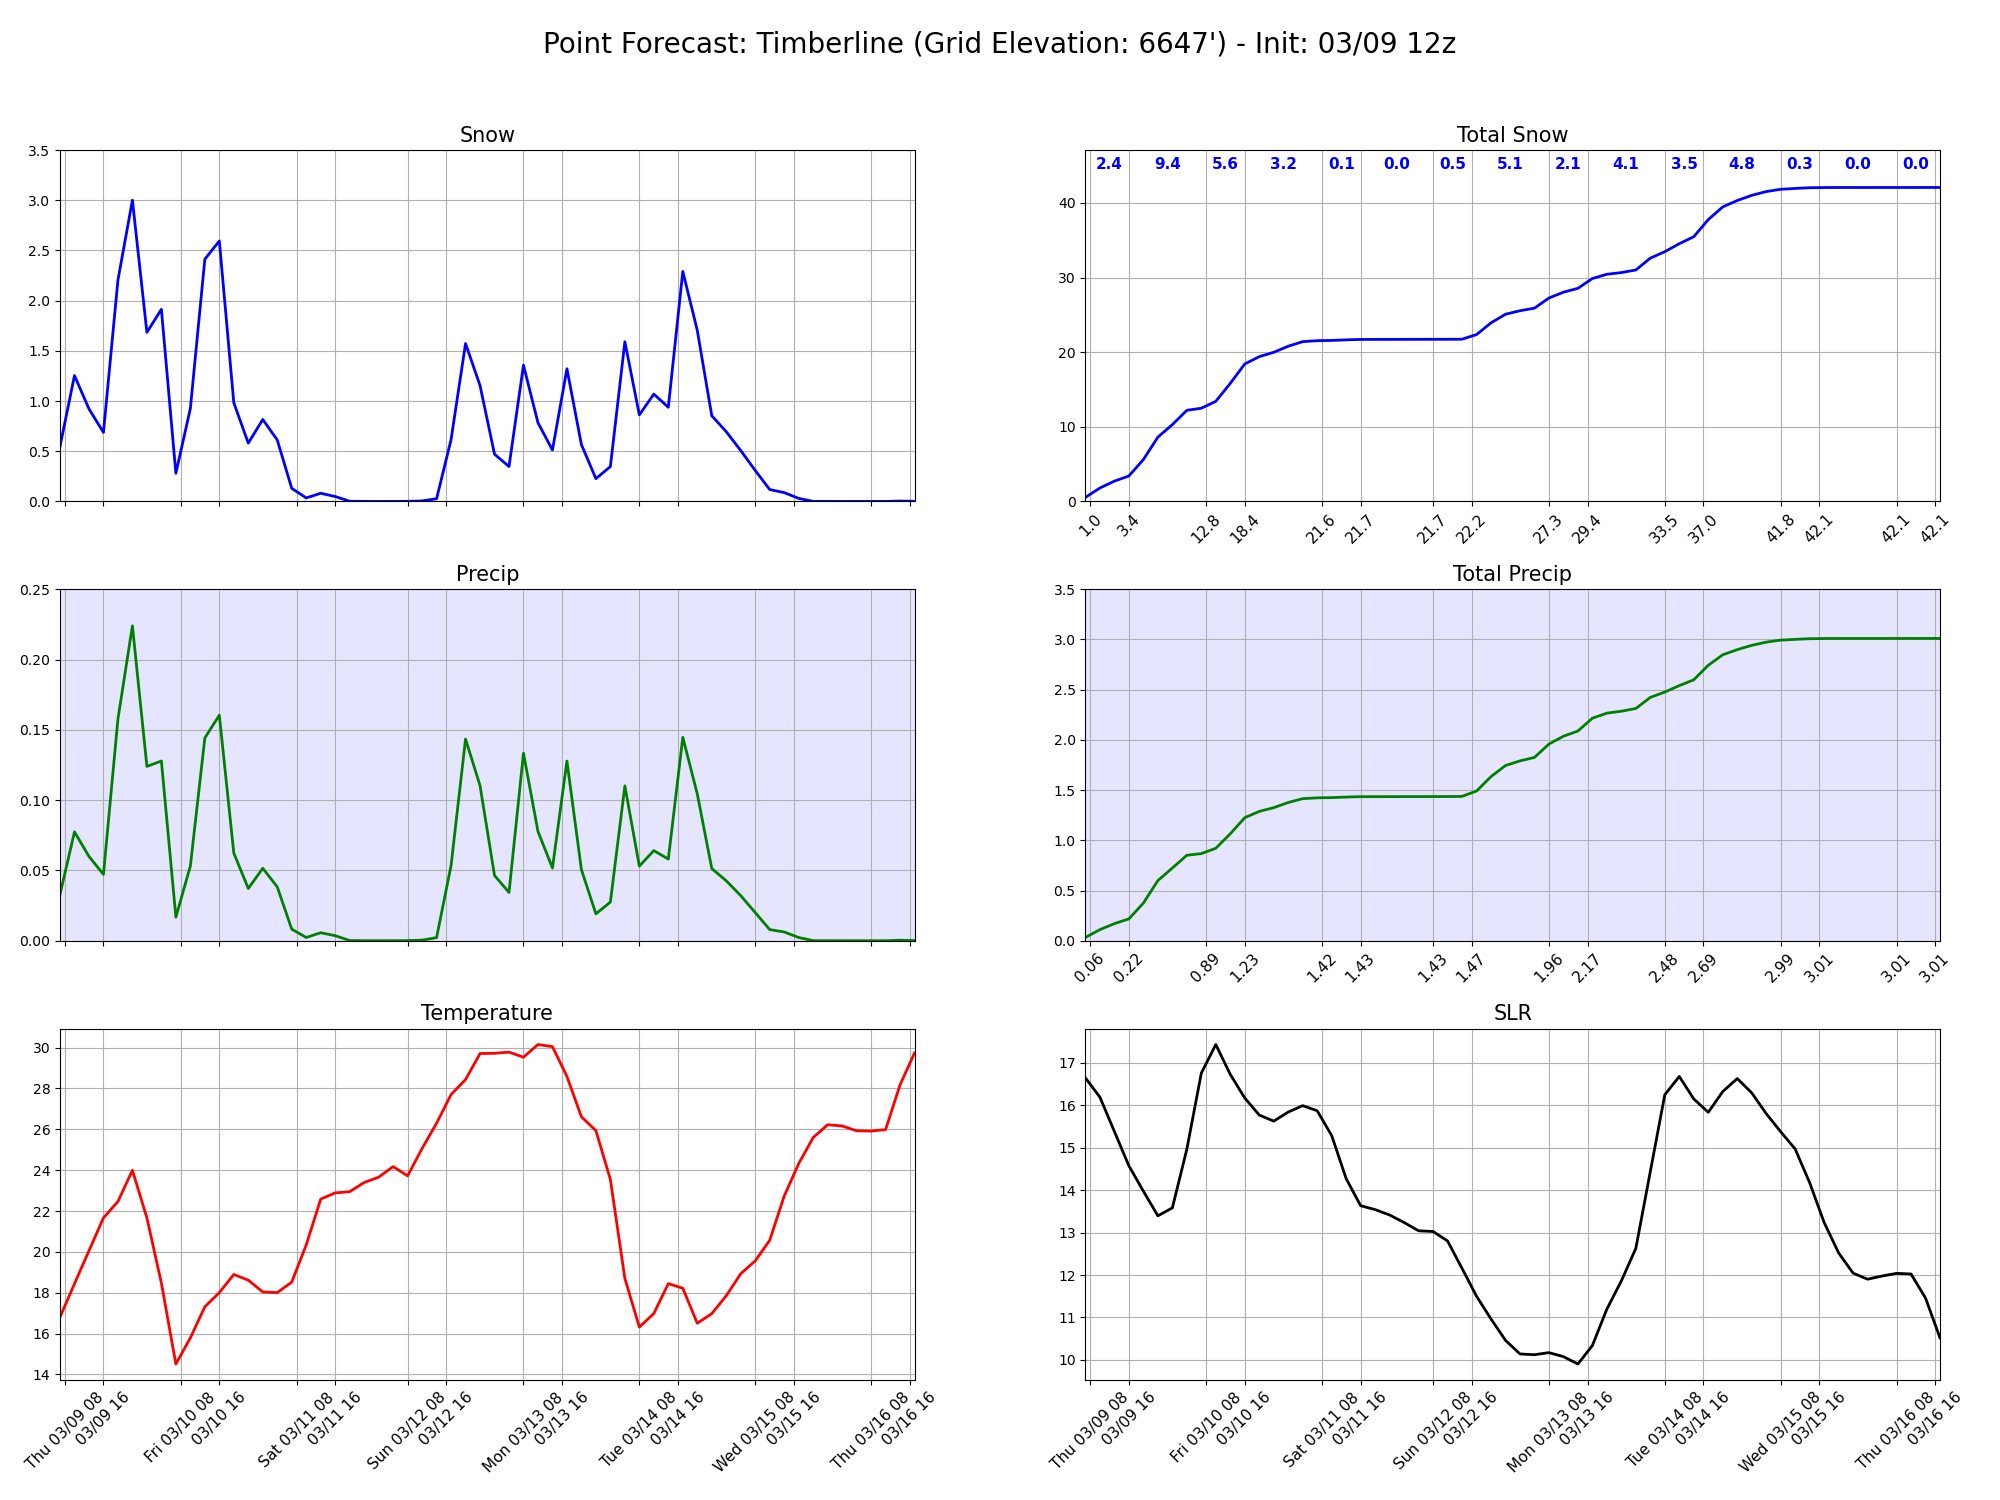 Point Forecast: Timberline (Grid Elevation: 6647') - Init: 03/09 12z
Snow
3.5
3.0
2.5
2.0
1.5
1.0
0.5
0.0
Total Snow
2.4 9.4 5.6 3.2 0.1 0.0 0.5 5.1 2.1 4.1 3.5 4.8 0.3 0.0 0.0
40
30
20
10
0
1.0 3.4 12.8 18.4 21.6 21.7 21.7 22.2 27.3 29.4 33.5 37.0 41.8 42.1 42.1 42.1
Precip
0.25
0.20
0.15
0.10
0.05
0.00
Total Precip
3.5
3.0
2.5
2.0
1.5
1.0
0.5
0.0
0.06 0.22 0.89 1.23 1.42 1.43 1.43 1.47 1.96 2.17 2.48 2.69 2.99 3.01 3.01 3.01
Temperature
30
28
26
24
22
20
18
16
14
Thu 03/09 08
03/09 16
Fri 03/10 08
03/10 16
Sat 03/11 08
03/11 16
Sun 03/12 08
03/12 16
Mon 03/13 08
03/13 16
Tue 03/14 08
03/14 16
Wed 03/15 08
03/15 16
Thu 03/16 08
03/16 16
SLR
17
16
15
14
13
12
11
10
Thu 03/09 08
03/09 16
Fri 03/10 08
03/10 16
Sat 03/11 08
03/11 16
Sun 03/12 08
03/12 16
Mon 03/13 08
03/13 16
Tue 03/14 08
03/14 16
Wed 03/15 08
03/15 16
Thu 03/16 08
03/16 16